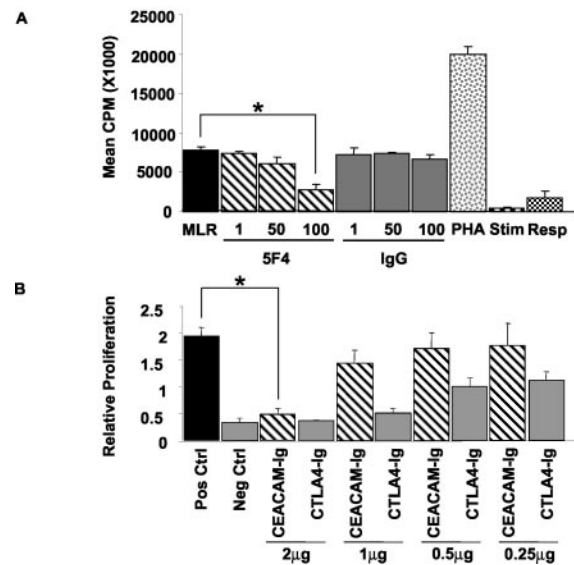 A
Mean CPM (X1000)
25000
20000
15000
10000
5000
0
*
MLR 1 50 100 1 50 100 PHA Stim Resp
5F4 IgG
B
Relative Proliferation
2.5
2
1.5
1
0.5
0
*
Pos Ctrl
Neg Ctrl
CEACAM-Ig
CTLA4-Ig
CEACAM-Ig
CTLA4-Ig
CEACAM-Ig
CTLA4-Ig
CEACAM-Ig
CTLA4-Ig
2µg 1µg 0.5µg 0.25µg